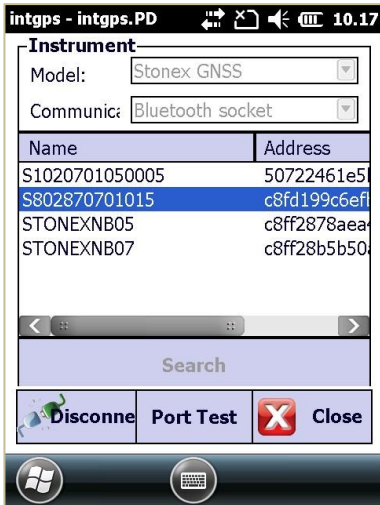 intgps - intgps.PD 10.17
Instrument
Model: Stonex GNSS
Communica Bluetooth socket
Name Address
S1020701050005 50722461e5
S802870701015 c8fd199c6ef
STONEXNB05 c8ff2878aea
STONEXNB07 c8ff28b5b50
Search
Disconne Port Test Close